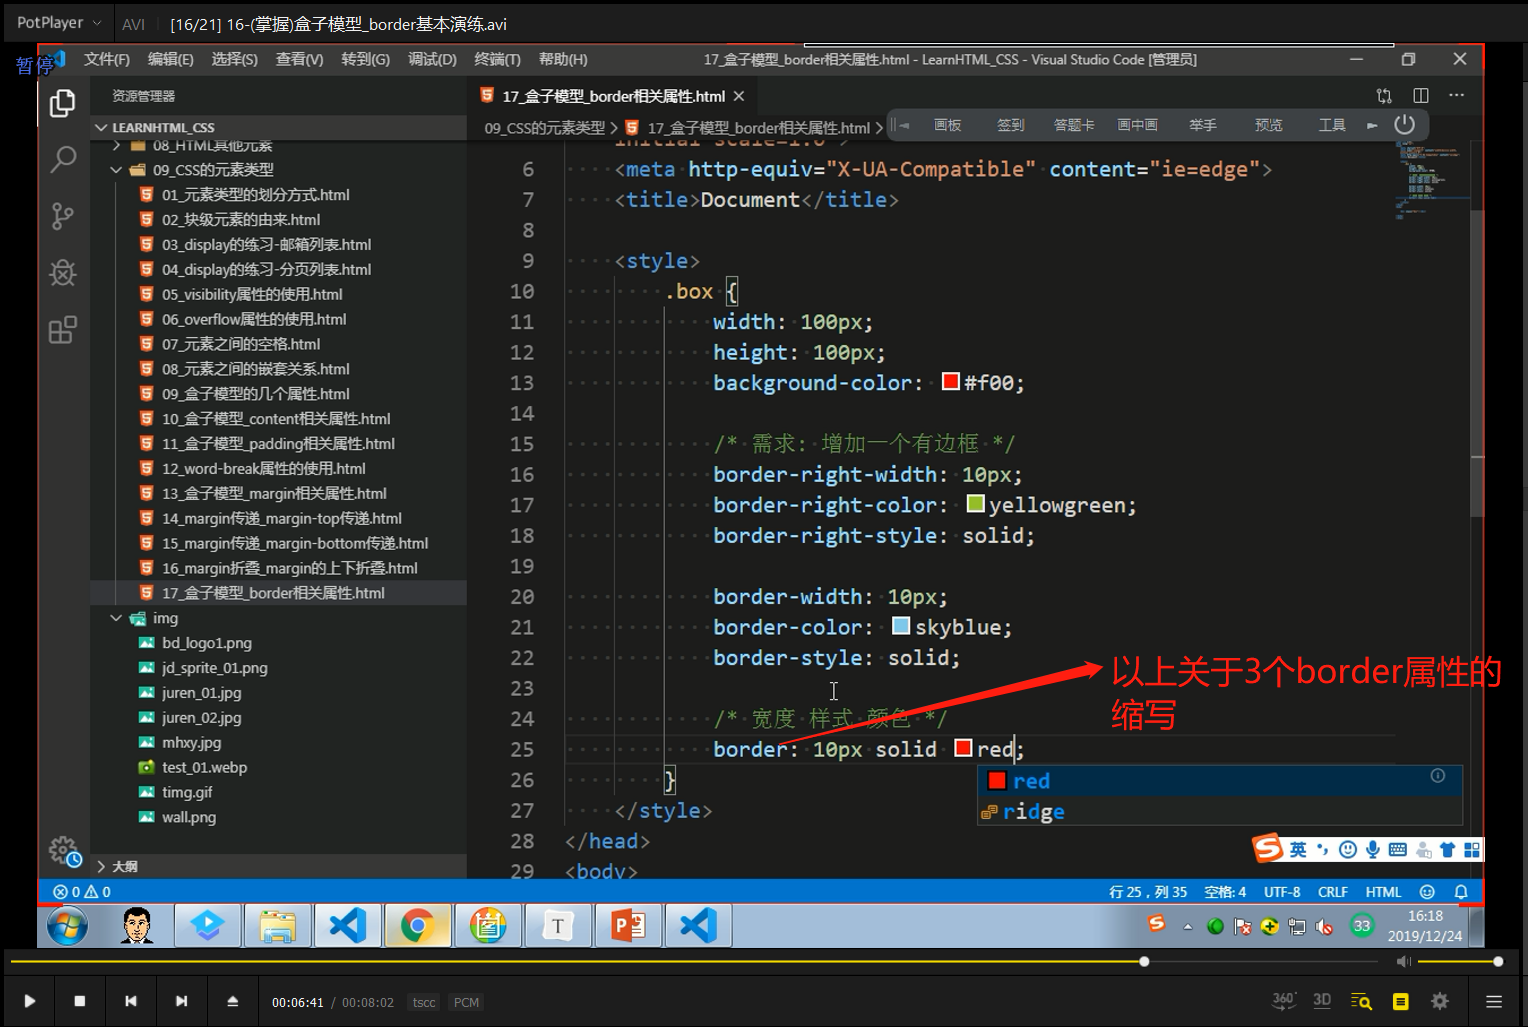 PotPlayer
AVI
[16/21] 16-(掌握)盒子模型_border基本演练.avi
暂停
文件(F) 编辑(E) 选择(S) 查看(V) 转到(G) 调试(D) 终端(T) 帮助(H)
17_盒子模型_border相关属性.html - LearnHTML_CSS - Visual Studio Code [管理员]
资源管理器
17_盒子模型_border相关属性.html
LEARNHTML_CSS
09_CSS的元素类型 > 17_盒子模型_border相关属性.html >
画板 签到 答题卡 画中画 举手 预览 工具
08_HTML其他元素
09_CSS的元素类型
01_元素类型的划分方式.html
02_块级元素的由来.html
03_display的练习-邮箱列表.html
04_display的练习-分页列表.html
05_visibility属性的使用.html
06_overflow属性的使用.html
07_元素之间的空格.html
08_元素之间的嵌套关系.html
09_盒子模型的几个属性.html
10_盒子模型_content相关属性.html
11_盒子模型_padding相关属性.html
12_word-break属性的使用.html
13_盒子模型_margin相关属性.html
14_margin传递_margin-top传递.html
15_margin传递_margin-bottom传递.html
16_margin折叠_margin的上下折叠.html
17_盒子模型_border相关属性.html
img
bd_logo1.png
jd_sprite_01.png
juren_01.jpg
juren_02.jpg
mhxy.jpg
test_01.webp
timg.gif
wall.png
大纲
initial-scale=1.0">
6 <meta http-equiv="X-UA-Compatible" content="ie=edge">
7 <title>Document</title>
8
9 <style>
10 .box {
11 width: 100px;
12 height: 100px;
13 background-color: #f00;
14
15 /* 需求: 增加一个有边框 */
16 border-right-width: 10px;
17 border-right-color: yellowgreen;
18 border-right-style: solid;
19
20 border-width: 10px;
21 border-color: skyblue;
22 border-style: solid;
23
24 /* 宽度 样式 颜色 */
25 border: 10px solid red;
26 }
27 </style>
28 </head>
29 <body>
以上关于3个border属性的
缩写
red
ridge
英
0 0
行 25，列 35 空格: 4 UTF-8 CRLF HTML
T
33
16:18
2019/12/24
00:06:41 / 00:08:02 tscc PCM
360° 3D